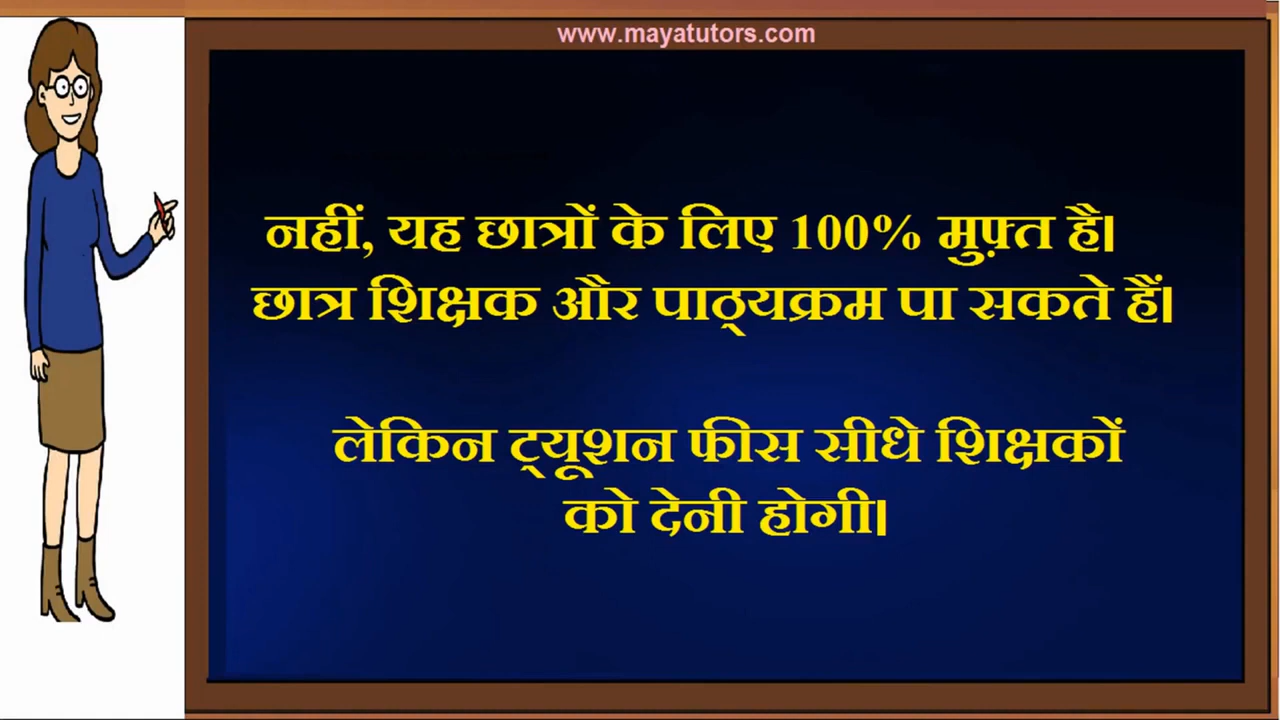 www.mayatutors.com
नहीं, यह छात्रों के लिए 100% मुफ़्त है।
छात्र शिक्षक और पाठ्यक्रम पा सकते हैं।
लेकिन ट्यूशन फीस सीधे शिक्षकों
को देनी होगी।